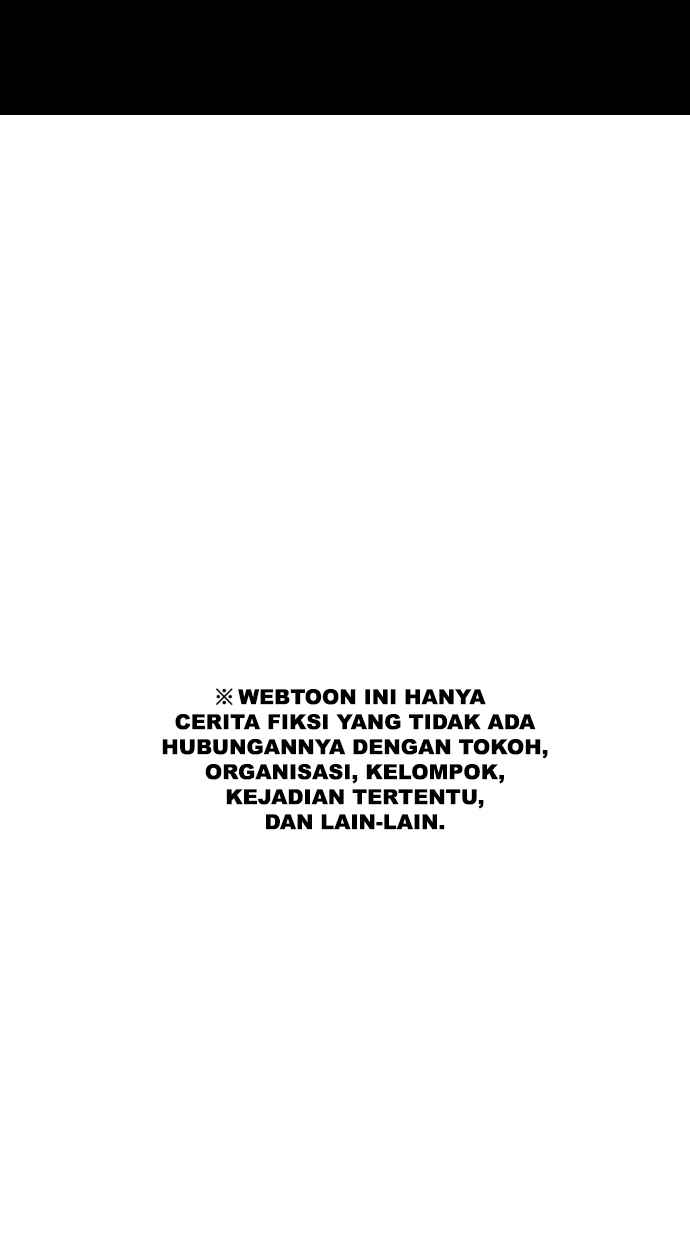 ※WEBTOON INI HANYA
CERITA FIKSI YANG TIDAK ADA
HUBUNGANNYA DENGAN TOKOH,
ORGANISASI, KELOMPOK,
KEJADIAN TERTENTU,
DAN LAIN-LAIN.